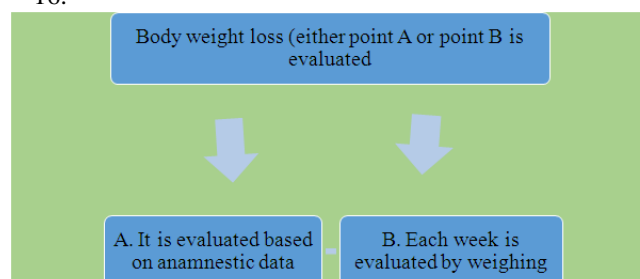 Body weight loss (either point A or point B is
evaluated
A. It is evaluated based
on anamnestic data
B. Each week is
evaluated by weighing